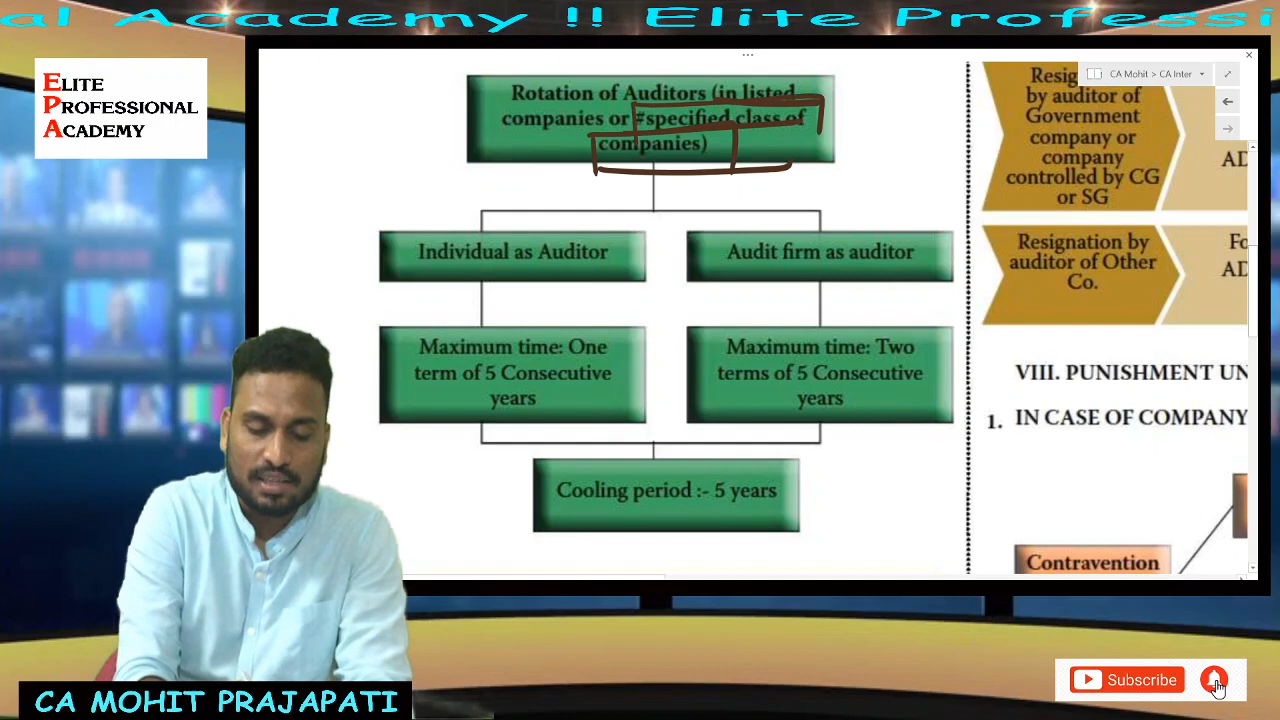 al Academy !! Elite Professi
ELITE
PROFESSIONAL
ACADEMY
CA Mohit > CA Inter
Rotation of Auditors (in listed
companies or #specified class of
companies)
Individual as Auditor
Audit firm as auditor
Maximum time: One
term of 5 Consecutive
years
Maximum time: Two
terms of 5 Consecutive
years
Cooling period :- 5 years
by auditor of
Government
company or
company
controlled by CG
or SG
AD
Resignation by
auditor of Other
Co.
Fo
AD
VIII. PUNISHMENT UN
1. IN CASE OF COMPANY
Contravention
Subscribe
CA MOHIT PRAJAPATI